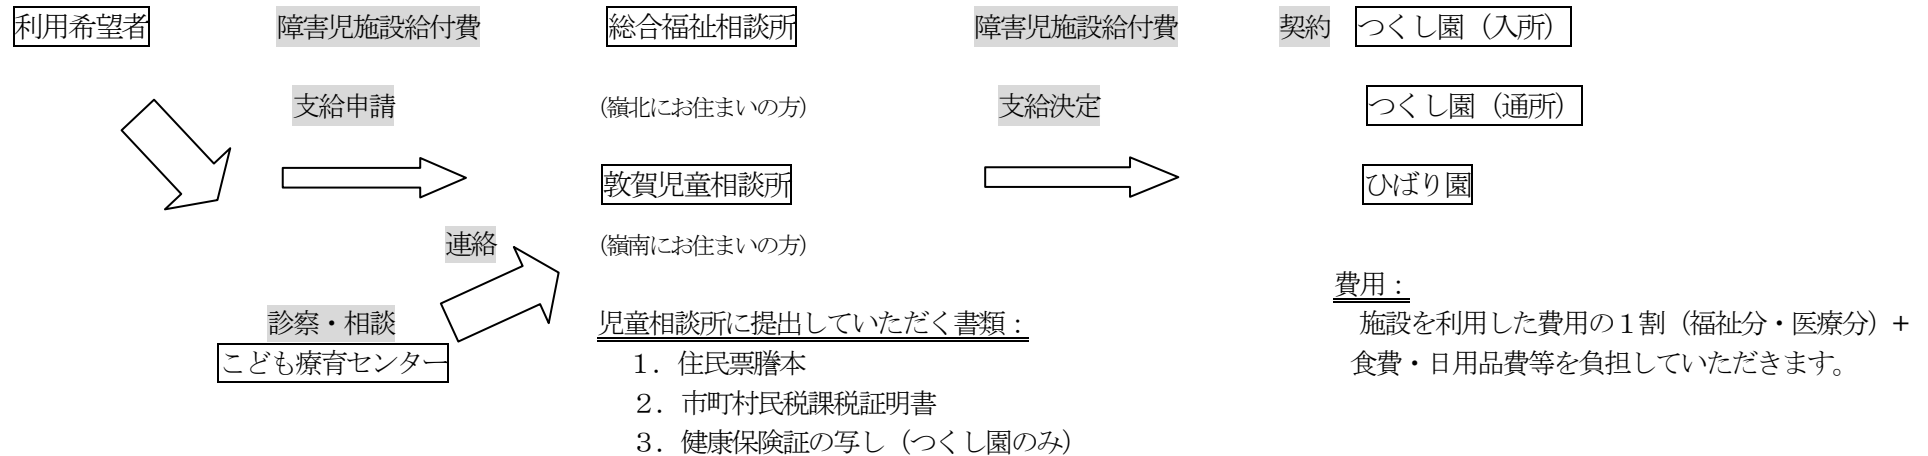 利用希望者 障害児施設給付費 総合福祉相談所 障害児施設給付費 契約 つくし園（入所）
支給申請 (嶺北にお住まいの方) 支給決定 つくし園（通所）
敦賀児童相談所 ひばり園
連絡 (嶺南にお住まいの方)
費用：
診察・相談 児童相談所に提出していただく書類： 施設を利用した費用の１割（福祉分・医療分）+
こども療育センター １．住民票謄本 食費・日用品費等を負担していただきます。
２．市町村民税課税証明書
３．健康保険証の写し（つくし園のみ）